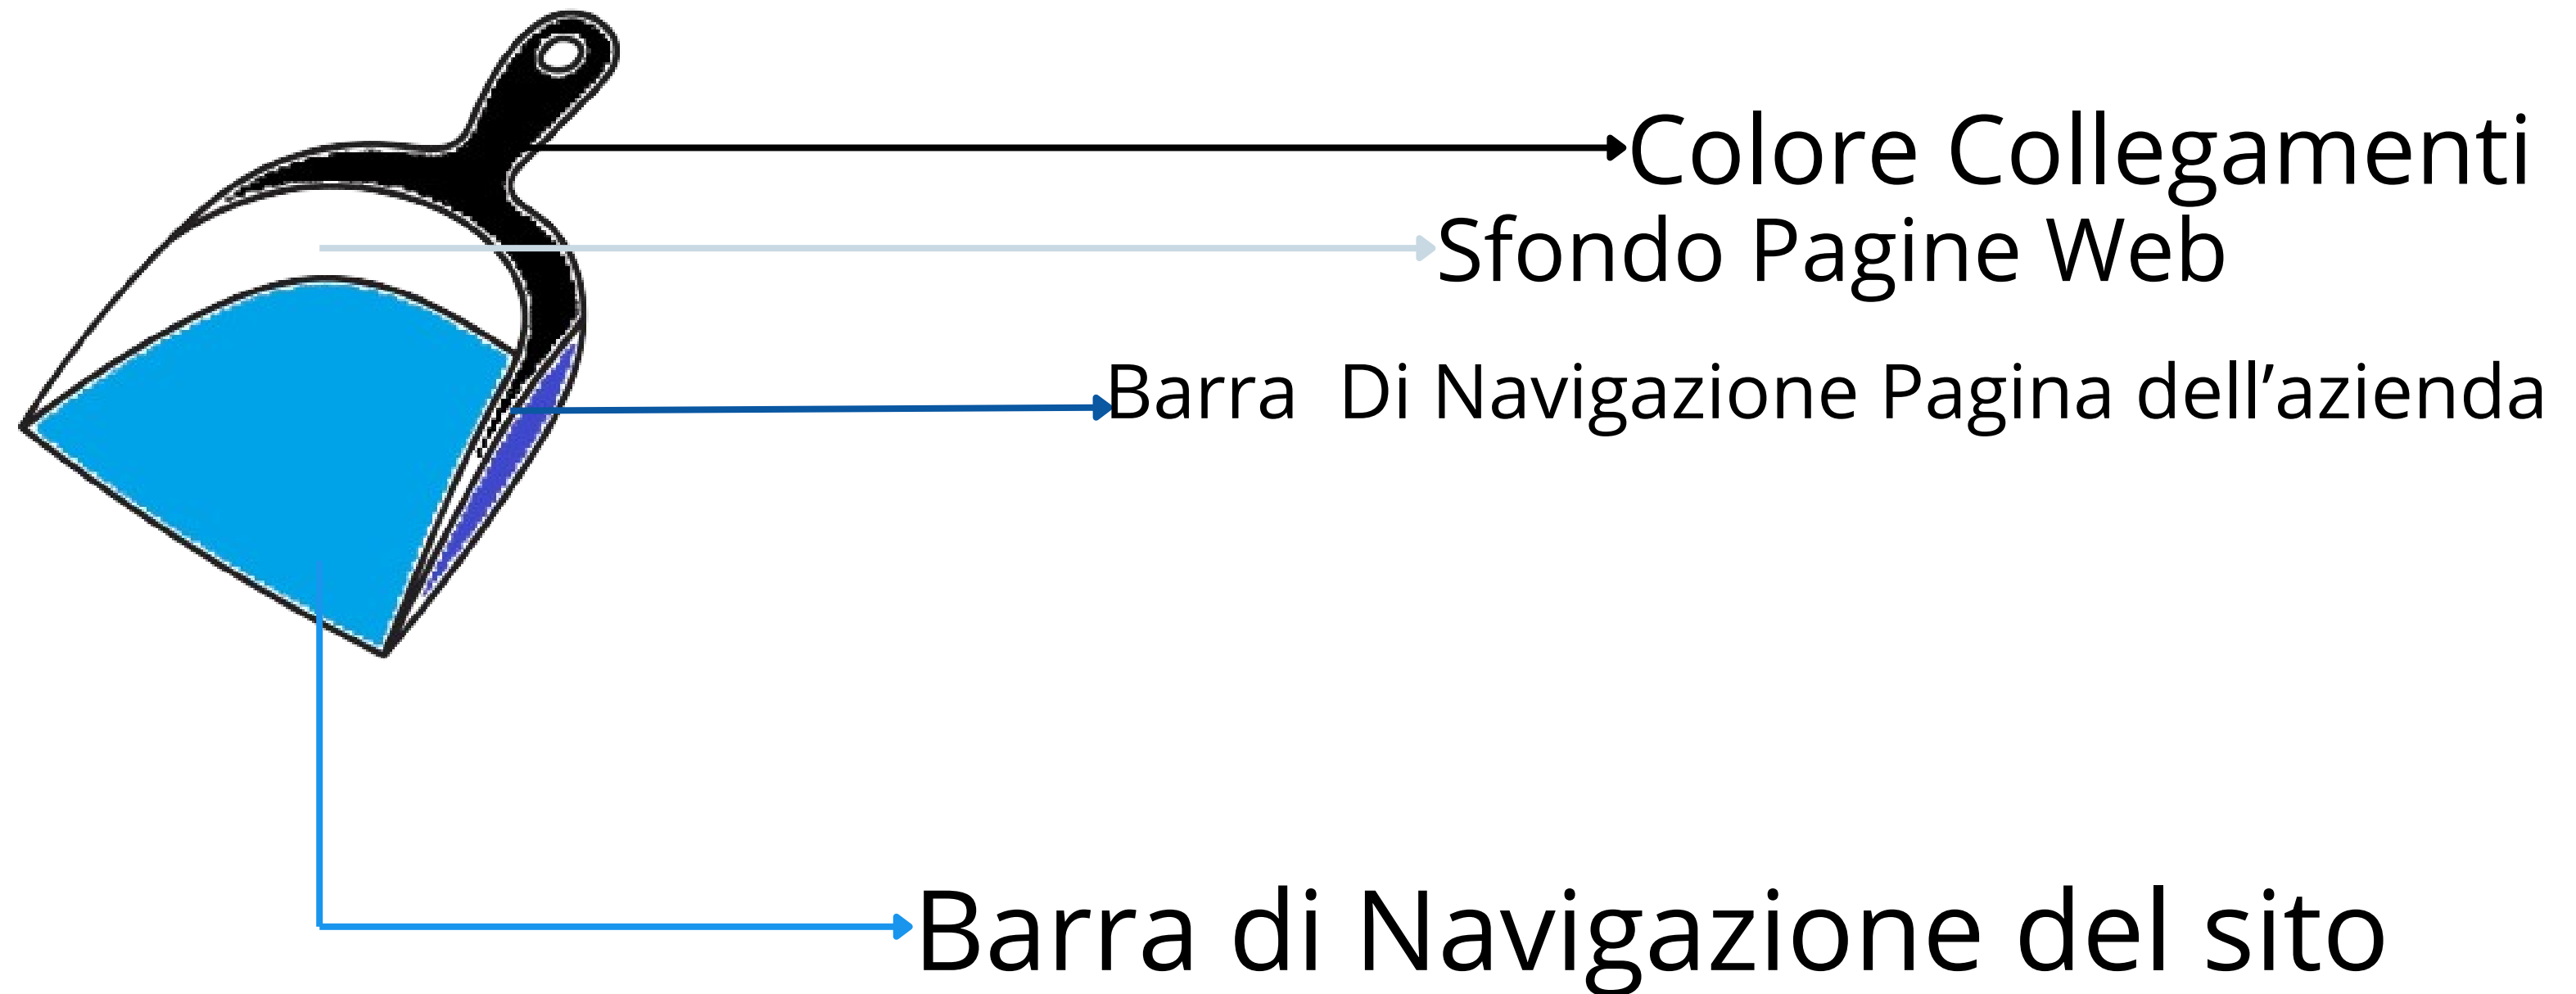 Colore Collegamenti
Sfondo Pagine Web
Barra Di Navigazione Pagina dell’azienda
Barra di Navigazione del sito